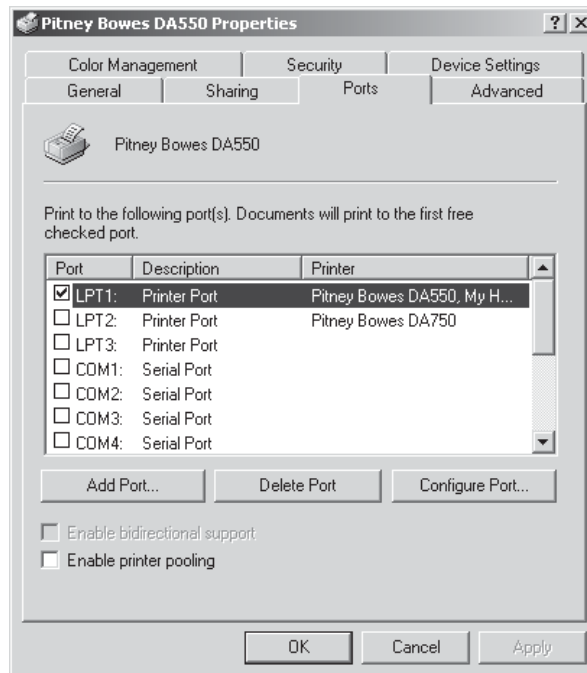 Pitney Bowes DA550 Properties ? X
Color Management Security Device Settings
General Sharing Ports Advanced
Pitney Bowes DA550
Print to the following port(s). Documents will print to the first free
checked port.
Port Description Printer
LPT1: Printer Port Pitney Bowes DA550, My H...
LPT2: Printer Port Pitney Bowes DA750
LPT3: Printer Port
COM1: Serial Port
COM2: Serial Port
COM3: Serial Port
COM4: Serial Port
Add Port... Delete Port Configure Port...
Enable bidirectional support
Enable printer pooling
OK Cancel Apply